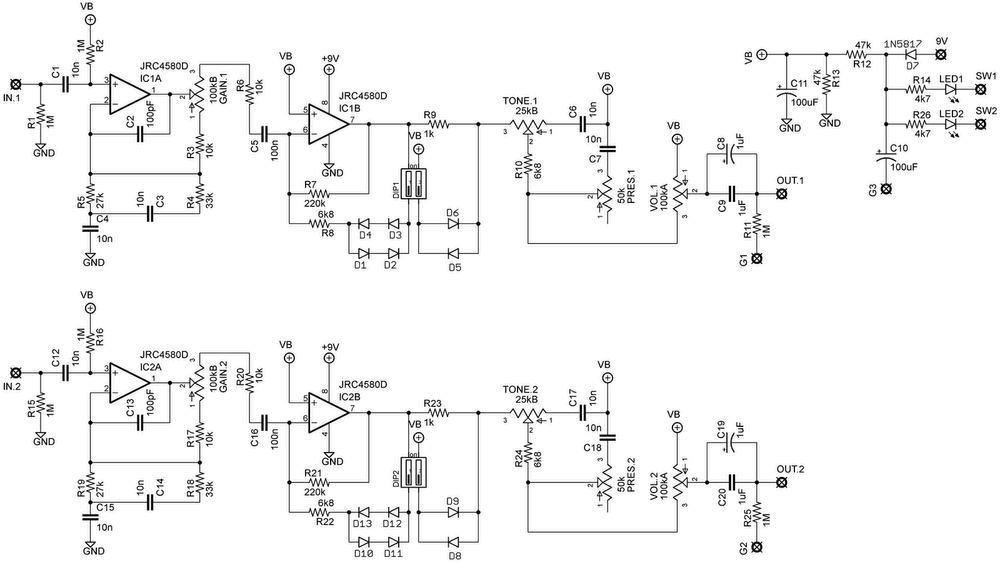 VB
1M
R2
JRC4580D
IC1A
C1
10n
IN.1
R1
1M
GND
3
2
1
100pF
C2
3
2
1
100kB
GAIN.1
R3
10k
R5
27k
10n
C3
R4
33k
C4
10n
GND
R6
10k
C5
100n
VB
+9V
JRC4580D
IC1B
5
6
7
8
4
GND
R7
220k
6k8
R8
D4
D3
D1
D2
R9
1k
VB
on
DIP1
1
2
D6
D5
TONE.1
25kB
3
1
2
R10
6k8
C6
10n
VB
10n
C7
3
2
1
50k
PRES.1
VB
VOL.1
100kA
1
2
3
C8
1uF
C9
1uF
OUT.1
R11
1M
G1
VB
C11
100uF
47k
R13
GND
47k
R12
1N5817
D7
9V
R14
4k7
LED1
SW1
R26
4k7
LED2
SW2
C10
100uF
G3
VB
1M
R16
JRC4580D
IC2A
C12
10n
IN.2
R15
1M
GND
3
2
1
C13
100pF
3
2
1
100kB
GAIN.2
R17
10k
R19
27k
10n
C14
R18
33k
C15
10n
GND
R20
10k
C16
100n
VB
+9V
JRC4580D
IC2B
5
6
7
8
4
GND
R21
220k
6k8
R22
D13
D12
D10
D11
R23
1k
VB
on
DIP2
1
2
D9
D8
TONE.2
25kB
3
1
2
R24
6k8
C17
10n
VB
10n
C18
3
2
1
50k
PRES.2
VB
VOL.2
100kA
1
2
3
C19
1uF
C20
1uF
OUT.2
R25
1M
G2